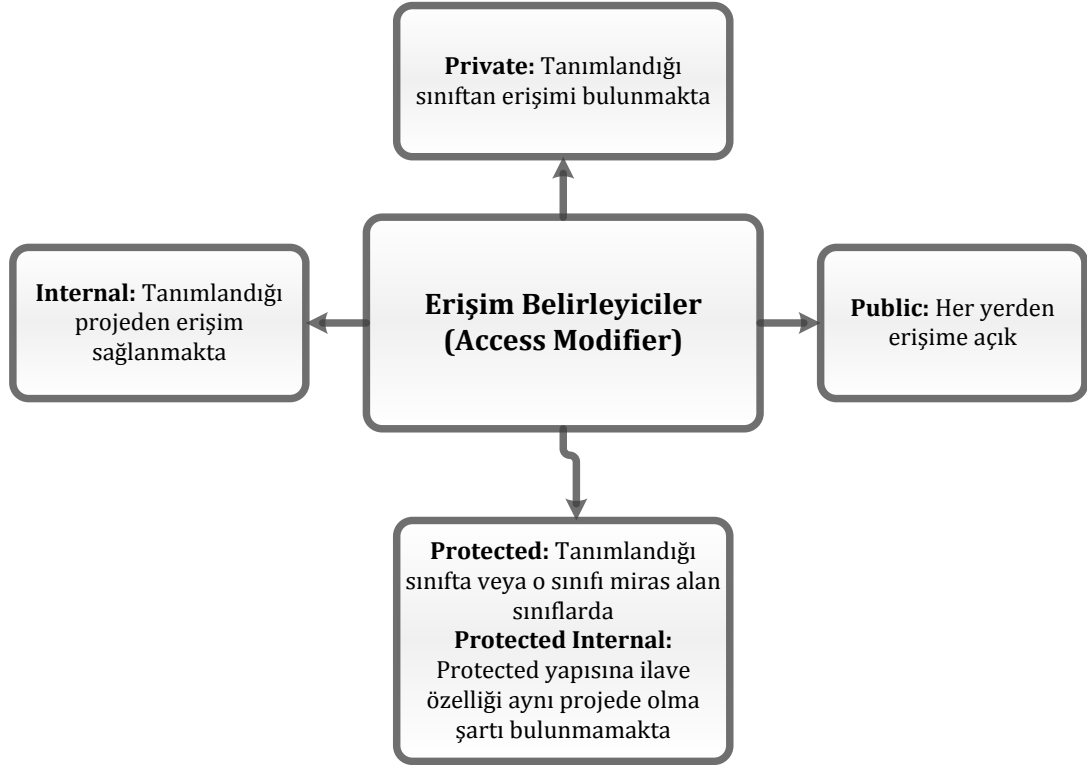 Private: Tanımlandığı
sınıftan erişimi bulunmakta
Internal: Tanımlandığı
projeden erişim
sağlanmakta
Erişim Belirleyiciler
(Access Modifier)
Public: Her yerden
erişime açık
Protected: Tanımlandığı
sınıfta veya o sınıfı miras alan
sınıflarda
Protected Internal:
Protected yapısına ilave
özelliği aynı projede olma
şartı bulunmamakta